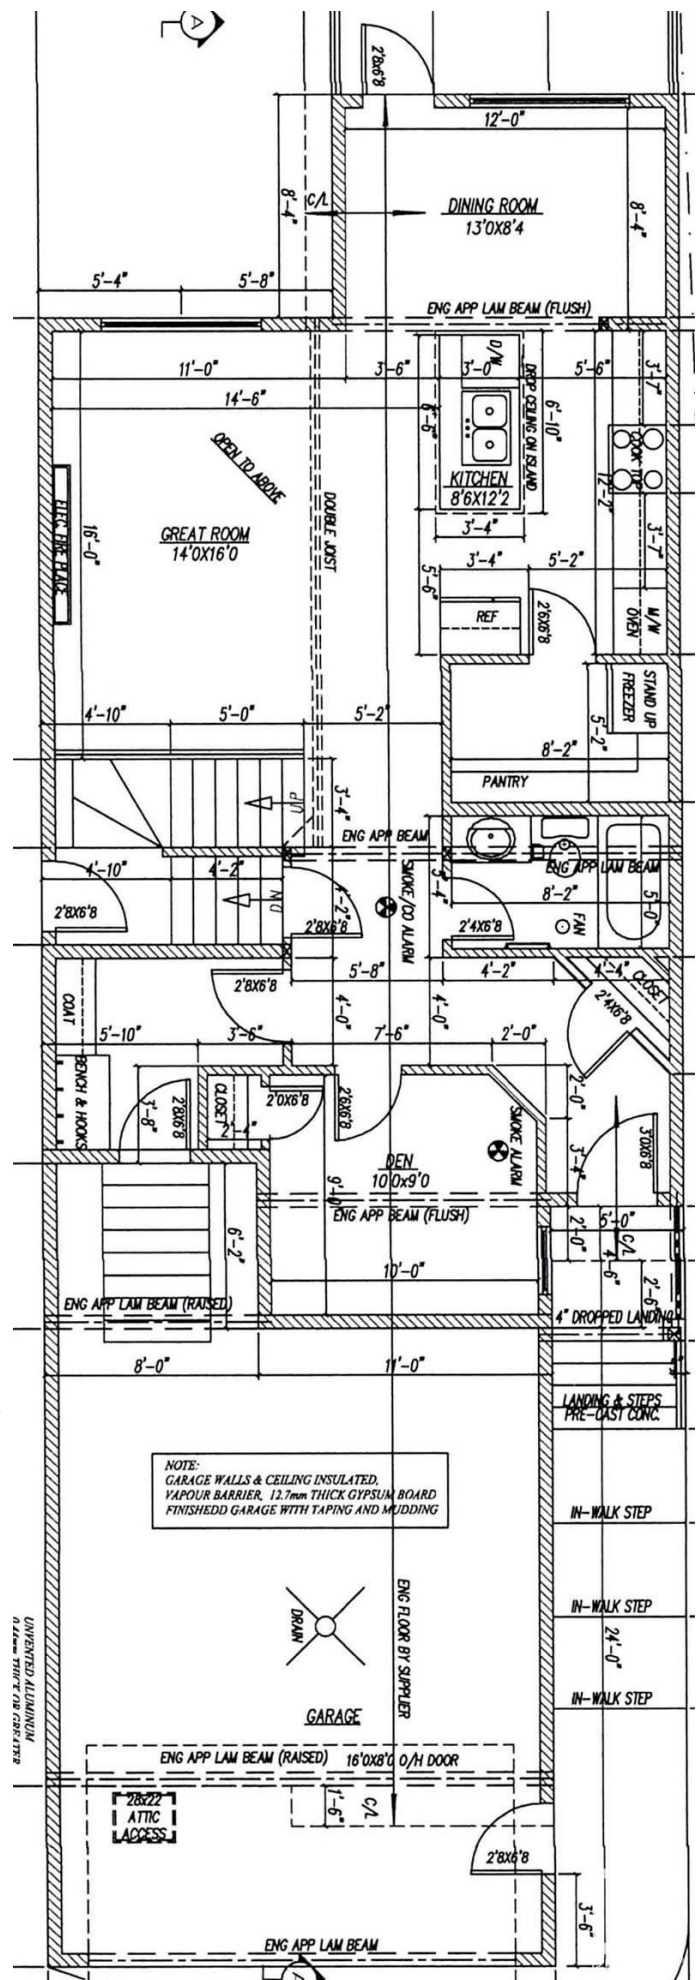 A
2'8X6'8
12'-0"
C/L
8'-4"
DINING ROOM
13'0X8'4
8'-4"
5'-4"
5'-8"
ENG APP LAM BEAM (FLUSH)
11'-0"
3'-6"
D/W
3'-0"
5'-6"
3'-7"
14'-6"
DROP CEILING ON ISLAND
6'-10"
6'-6"
COOK TOP
12'-2"
OPEN TO ABOVE
KITCHEN
8'6X12'2
DOUBLE JOIST
ELEC. FIRE PLACE
16'-0"
GREAT ROOM
14'0X16'0
3'-4"
3'-7"
3'-4"
5'-2"
5'-6"
REF
2'6X6'8
M/W
OVEN
STAND UP
FREEZER
4'-10"
5'-0"
5'-2"
5'-2"
8'-2"
PANTRY
UP
3'-4"
ENG APP BEAM
ENG APP LAM BEAM
4'-10"
4'-2"
5'-4"
8'-2"
5'-0"
2'8X6'8
DN
4'-2"
2'8X6'8
SMOKE/CO ALARM
2'4X6'8
FAN
COAT
2'8X6'8
5'-8"
4'-2"
4'-4"
CLOSET
2'4X6'8
4'-0"
4'-0"
5'-10"
3'-6"
7'-6"
2'-0"
BENCH & HOOKS
3'-8"
2'8X6'8
CLOSET
2'-4"
2'0X6'8
2'6X6'8
2'-0"
SMOKE ALARM
3'-4"
3'0X6'8
DEN
10'0x9'0
9'-0"
ENG APP BEAM (FLUSH)
6'-2"
2'-0"
5'-0"
C/L
4'-6"
2'-6"
10'-0"
ENG APP LAM BEAM (RAISED)
4" DROPPED LANDING
8'-0"
11'-0"
LANDING & STEPS
PRE-CAST CONC.
NOTE:
GARAGE WALLS & CEILING INSULATED,
VAPOUR BARRIER, 12.7mm THICK GYPSUM BOARD
FINISHEDD GARAGE WITH TAPING AND MUDDING
IN-WALK STEP
IN-WALK STEP
24'-0"
IN-WALK STEP
ENG FLOOR BY SUPPLIER
DRAIN
UNVENTED ALUMINUM
GARAGE
ENG APP LAM BEAM (RAISED)
16'0X8'0 O/H DOOR
28x22
ATTIC
ACCESS
1'-6"
C/L
2'8X6'8
3'-6"
ENG APP LAM BEAM
A